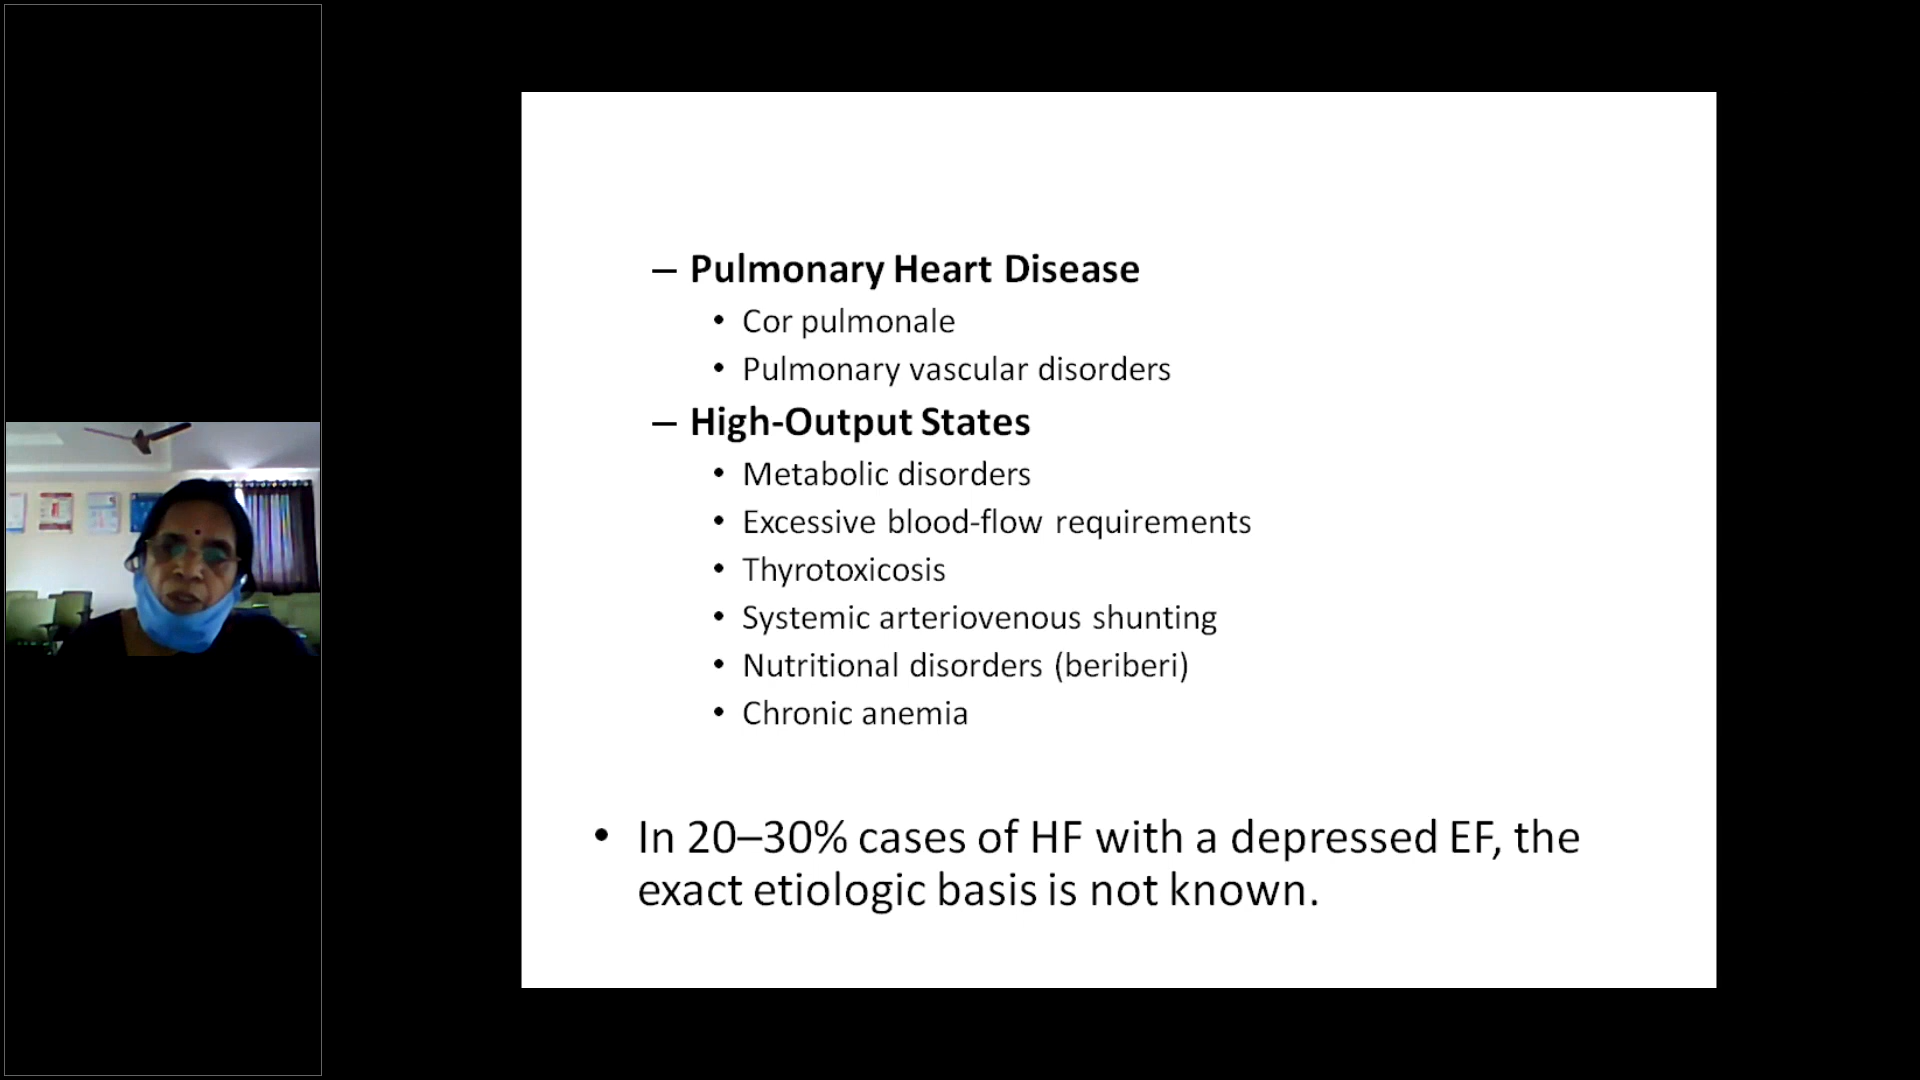 – Pulmonary Heart Disease
• Cor pulmonale
• Pulmonary vascular disorders
– High-Output States
• Metabolic disorders
• Excessive blood-flow requirements
• Thyrotoxicosis
• Systemic arteriovenous shunting
• Nutritional disorders (beriberi)
• Chronic anemia
• In 20–30% cases of HF with a depressed EF, the
exact etiologic basis is not known.